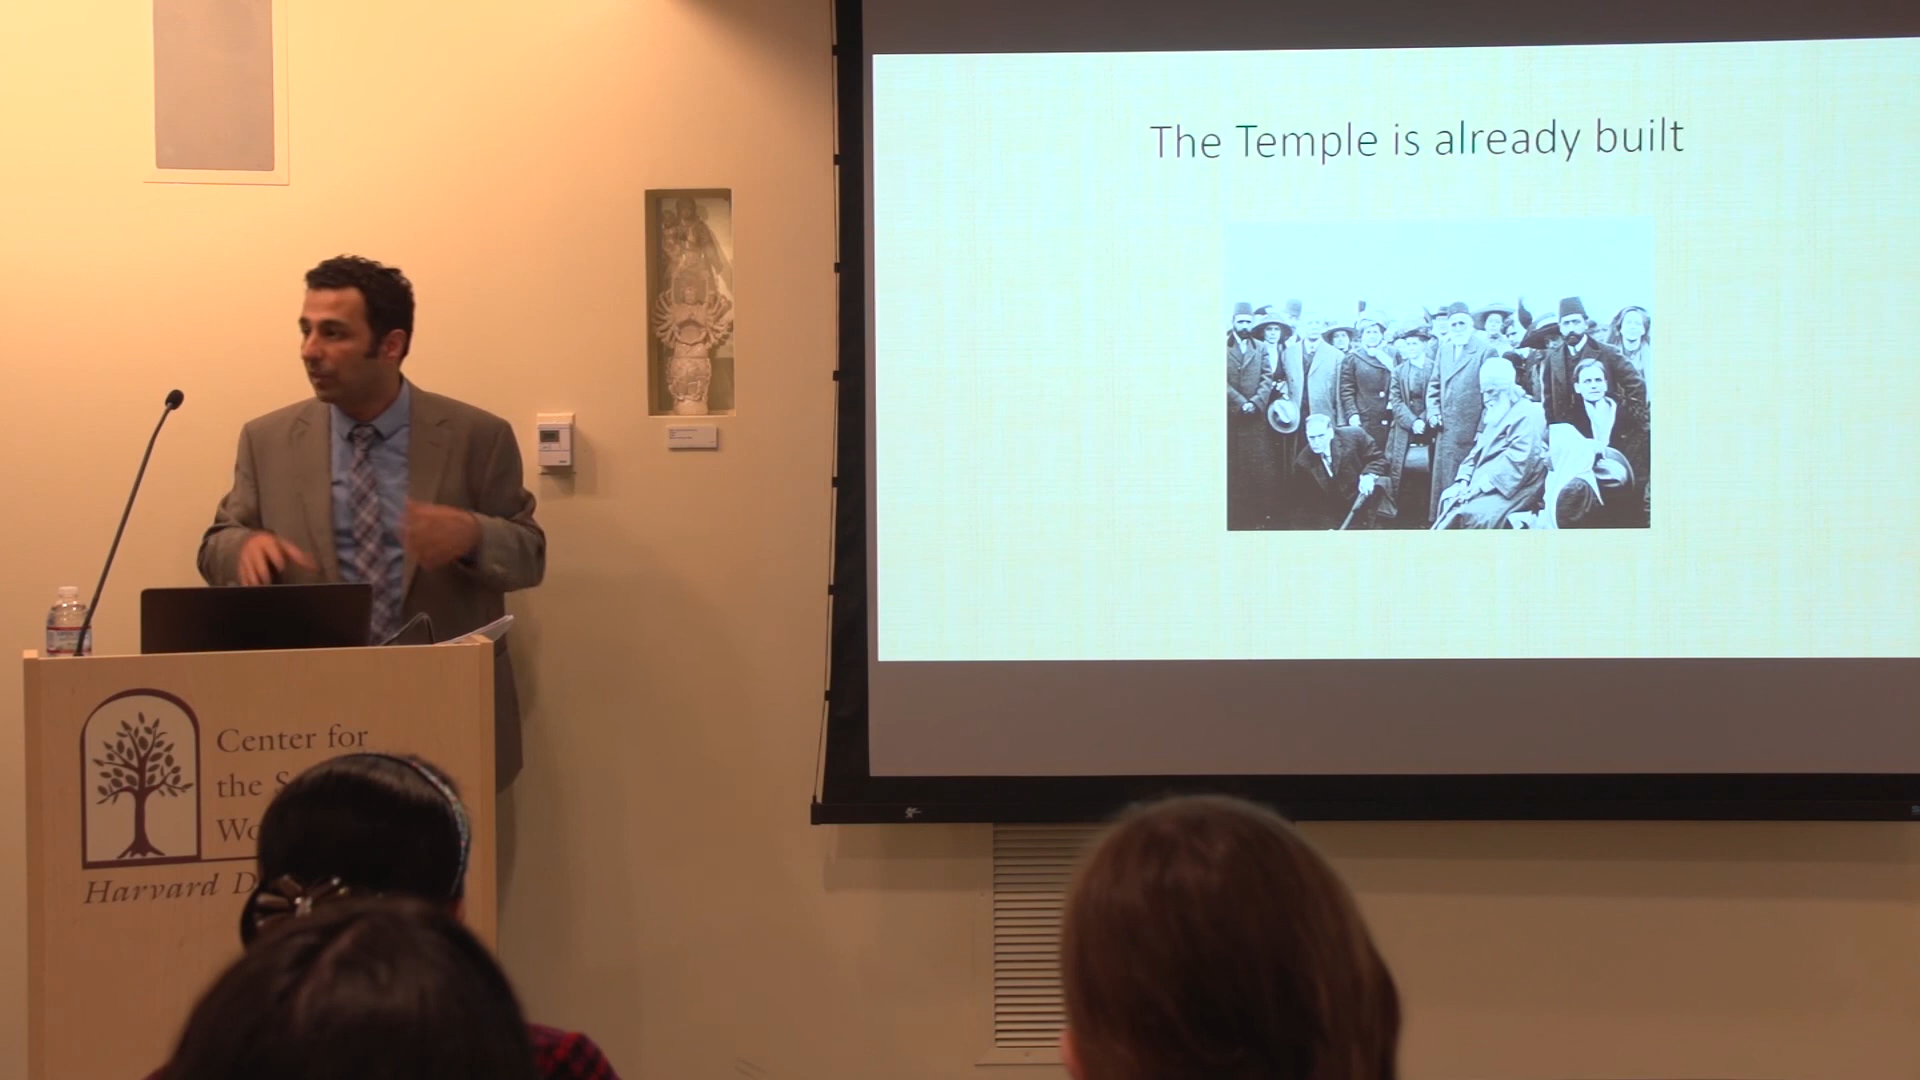 The Temple is already built
Center for
the S
Wo
Harvard D